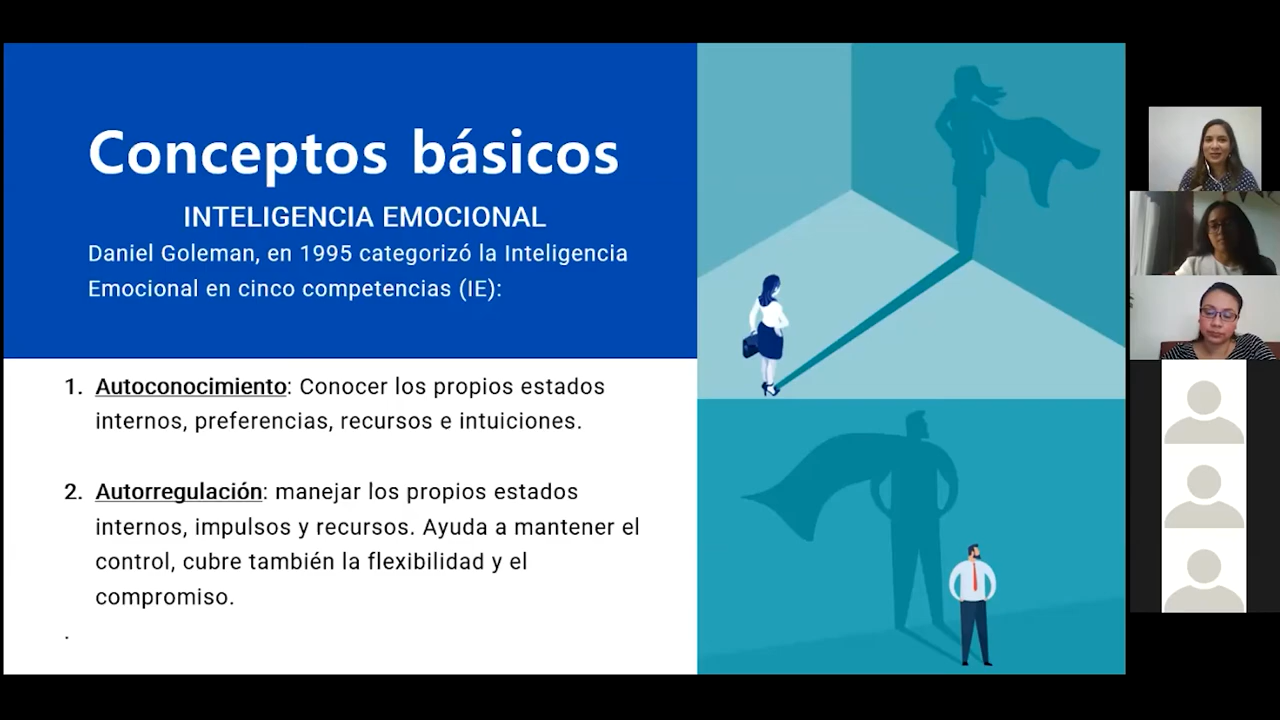 Conceptos básicos
INTELIGENCIA EMOCIONAL
Daniel Goleman, en 1995 categorizó la Inteligencia
Emocional en cinco competencias (IE):
1. Autoconocimiento: Conocer los propios estados
internos, preferencias, recursos e intuiciones.
2. Autorregulación: manejar los propios estados
internos, impulsos y recursos. Ayuda a mantener el
control, cubre también la flexibilidad y el
compromiso.
.